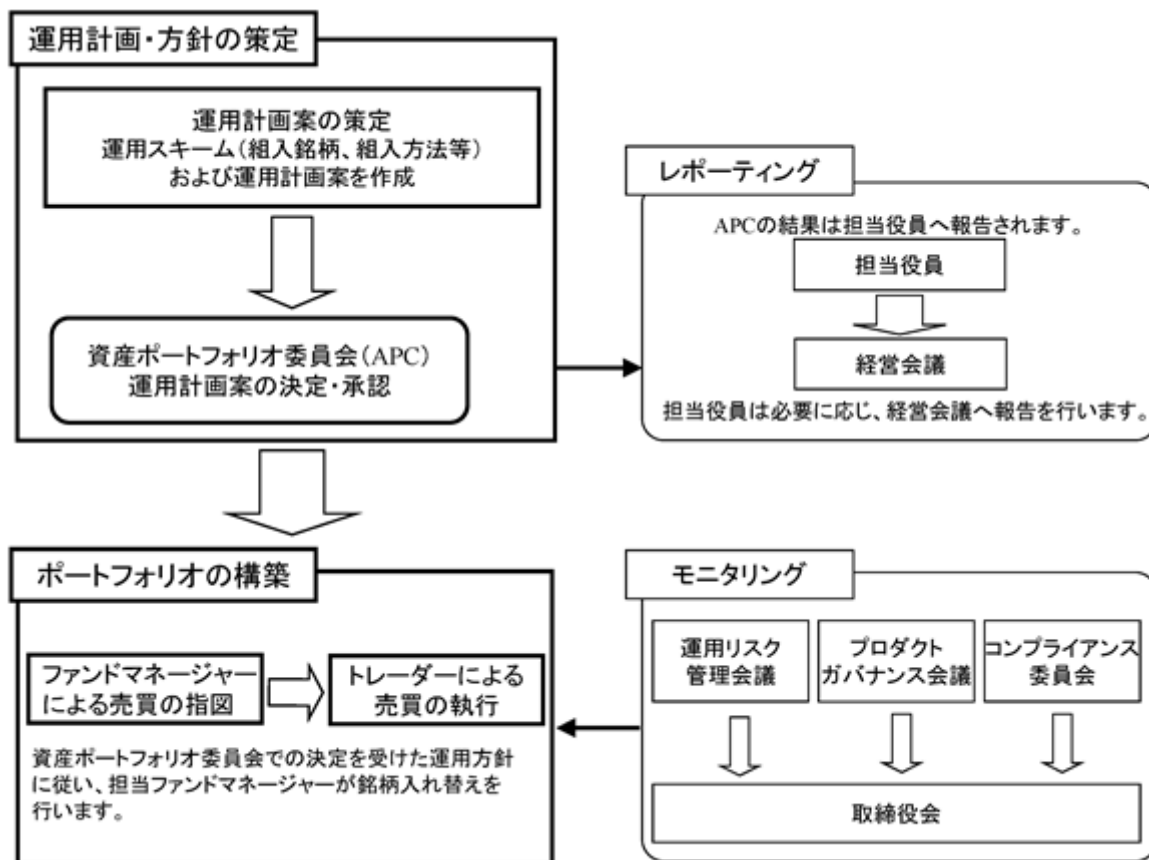 運用計画・方針の策定
運用計画案の策定
運用スキーム（組入銘柄、組入方法等）
および運用計画案を作成
資産ポートフォリオ委員会（APC）
運用計画案の決定・承認
レポーティング
APCの結果は担当役員へ報告されます。
担当役員
経営会議
担当役員は必要に応じ、経営会議へ報告を行います。
ポートフォリオの構築
ファンドマネージャー
による売買の指図
トレーダーによる
売買の執行
資産ポートフォリオ委員会での決定を受けた運用方針
に従い、担当ファンドマネージャーが銘柄入れ替えを
行います。
モニタリング
運用リスク
管理会議
プロダクト
ガバナンス会議
コンプライアンス
委員会
取締役会